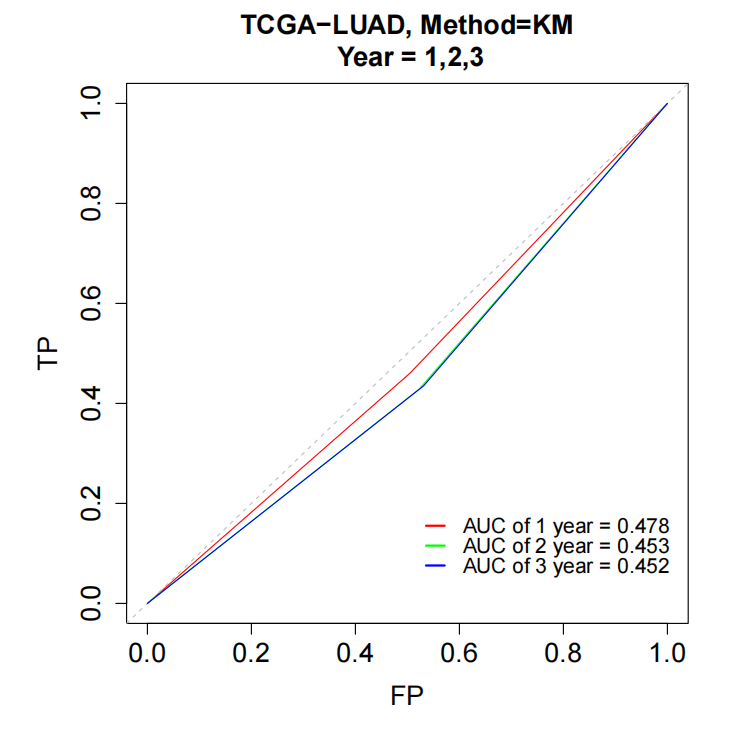 TCGA−LUAD, Method=KM
Year = 1,2,3
1.0
0.8
0.6
0.4
0.2
0.0
TP
AUC of 1 year = 0.478
AUC of 2 year = 0.453
AUC of 3 year = 0.452
0.0 0.2 0.4 0.6 0.8 1.0
FP